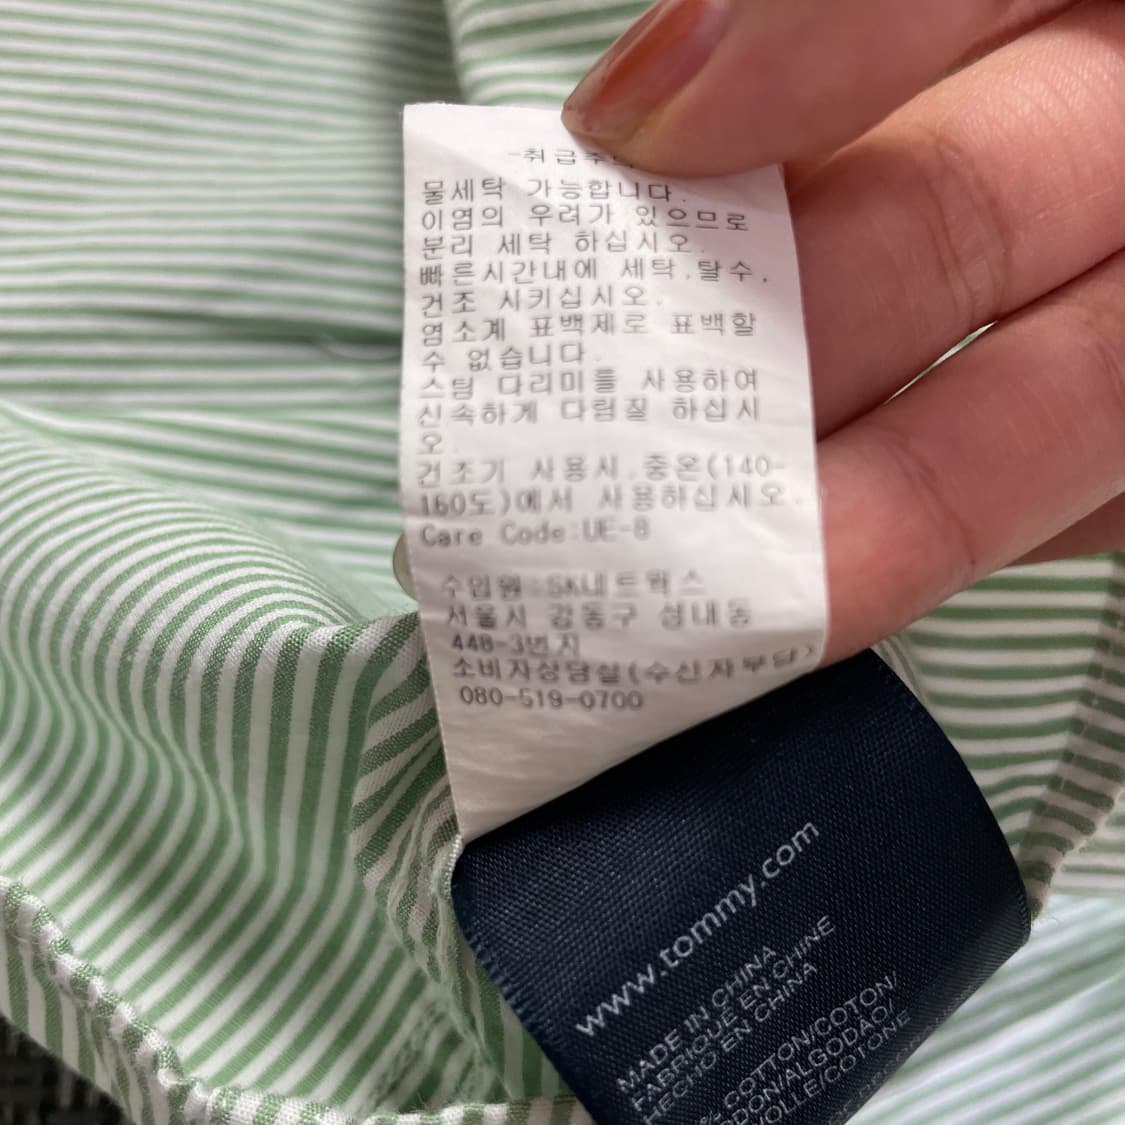 -취급주의
물세탁 가능합니다.
이염의 우려가 있으므로
분리 세탁 하십시오.
빠른시간내에 세탁,탈수,
건조 시키십시오.
염소계 표백제로 표백할
수 없습니다.
스팀 다리미를 사용하여
신속하게 다림질 하십시
오.
건조기 사용시,중온(140-
160도)에서 사용하십시오.
Care Code:UE-8
수입원:SK네트웍스
서울시 강동구 성내동
448-3번지
소비자상담실(수신자부담)
080-519-0700
www.tommy.com
MADE IN CHINA
FABRIQUÉ EN CHINE
HECHO EN CHINA
% COTTON/COTON/
DÓN/ALGODÃO/
VOLLE/COTONE